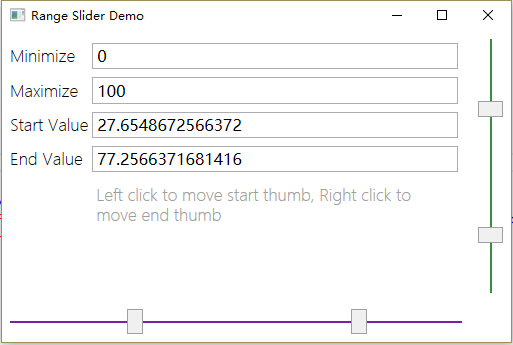 Range Slider Demo
Minimize 0
Maximize 100
Start Value 27.6548672566372
End Value 77.2566371681416
Left click to move start thumb, Right click to
move end thumb